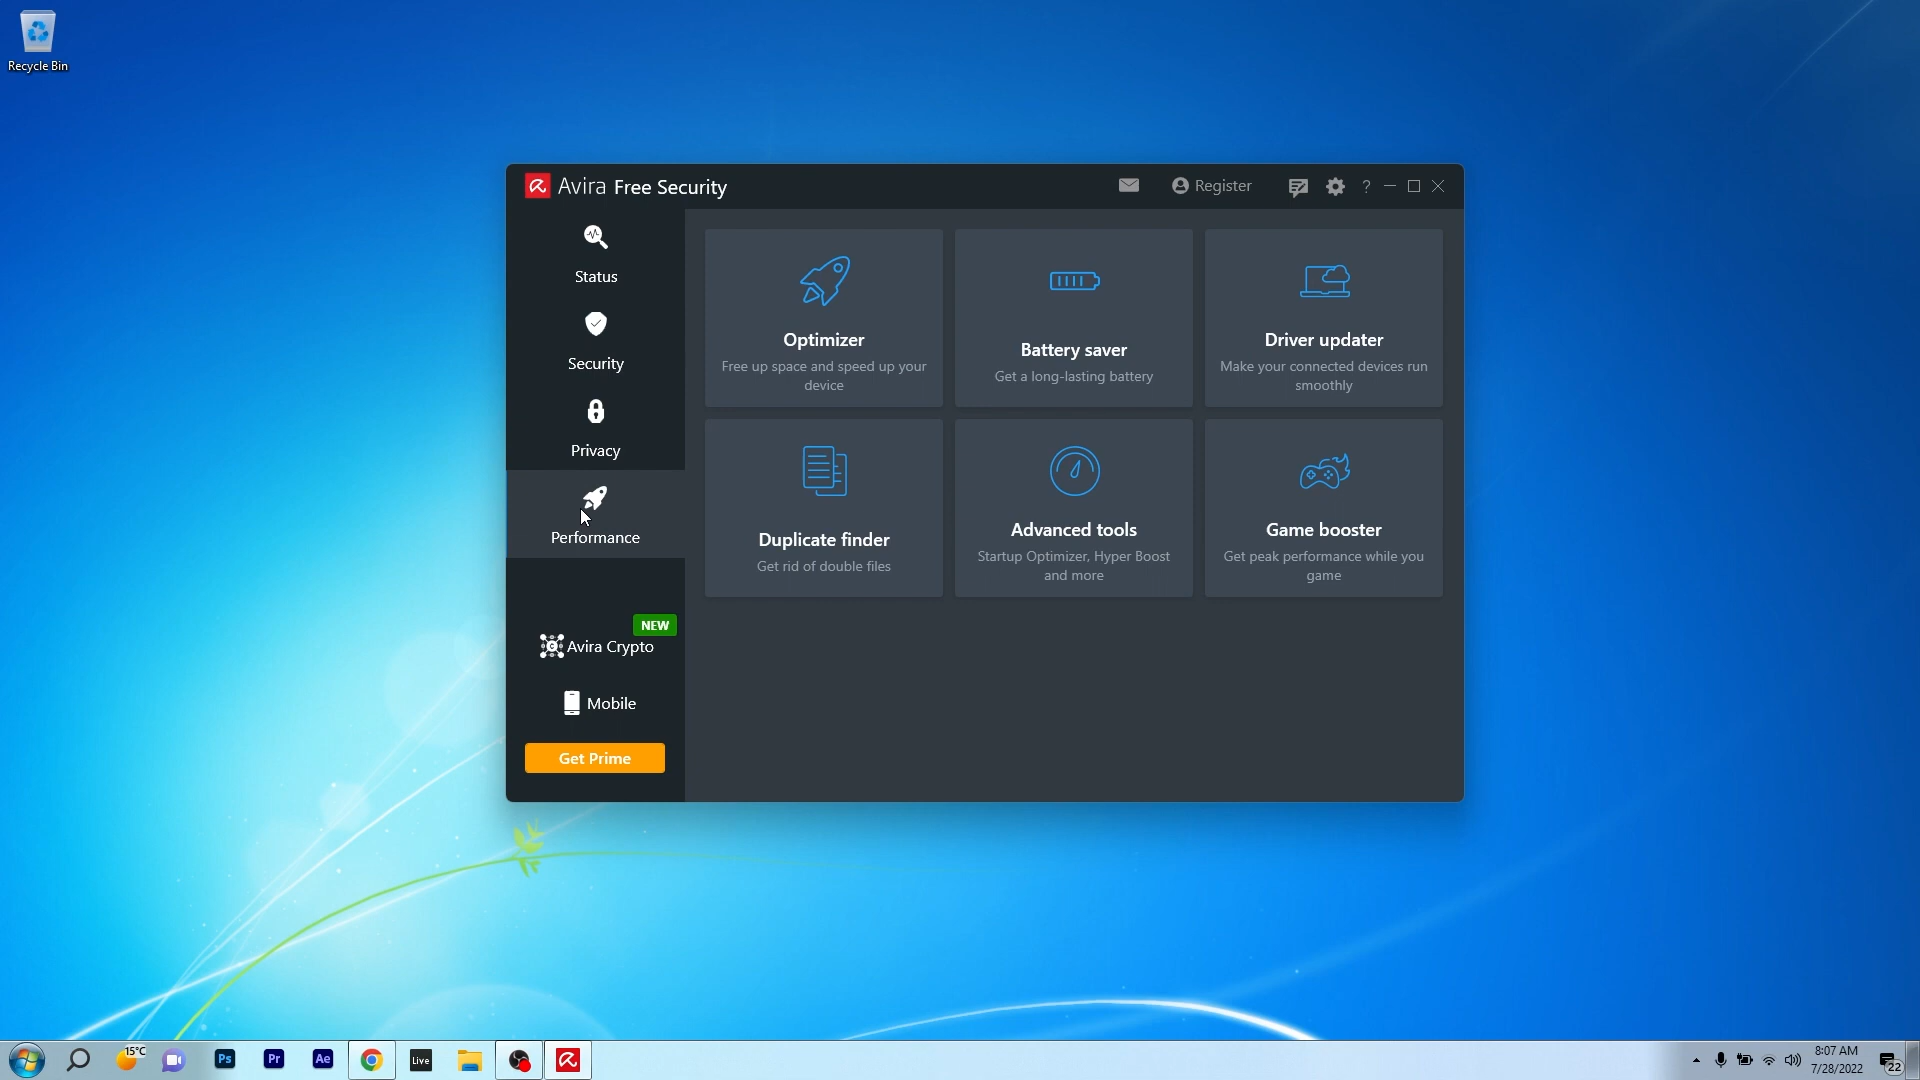 Recycle Bin
Avira Free Security
Register
?
Status
Security
Privacy
Performance
NEW
Avira Crypto
Mobile
Get Prime
Optimizer
Free up space and speed up your
device
Battery saver
Get a long-lasting battery
Driver updater
Make your connected devices run
smoothly
Duplicate finder
Get rid of double files
Advanced tools
Startup Optimizer, Hyper Boost
and more
Game booster
Get peak performance while you
game
15°C
Ps
Pr
Ae
Live
8:07 AM
7/28/2022
22